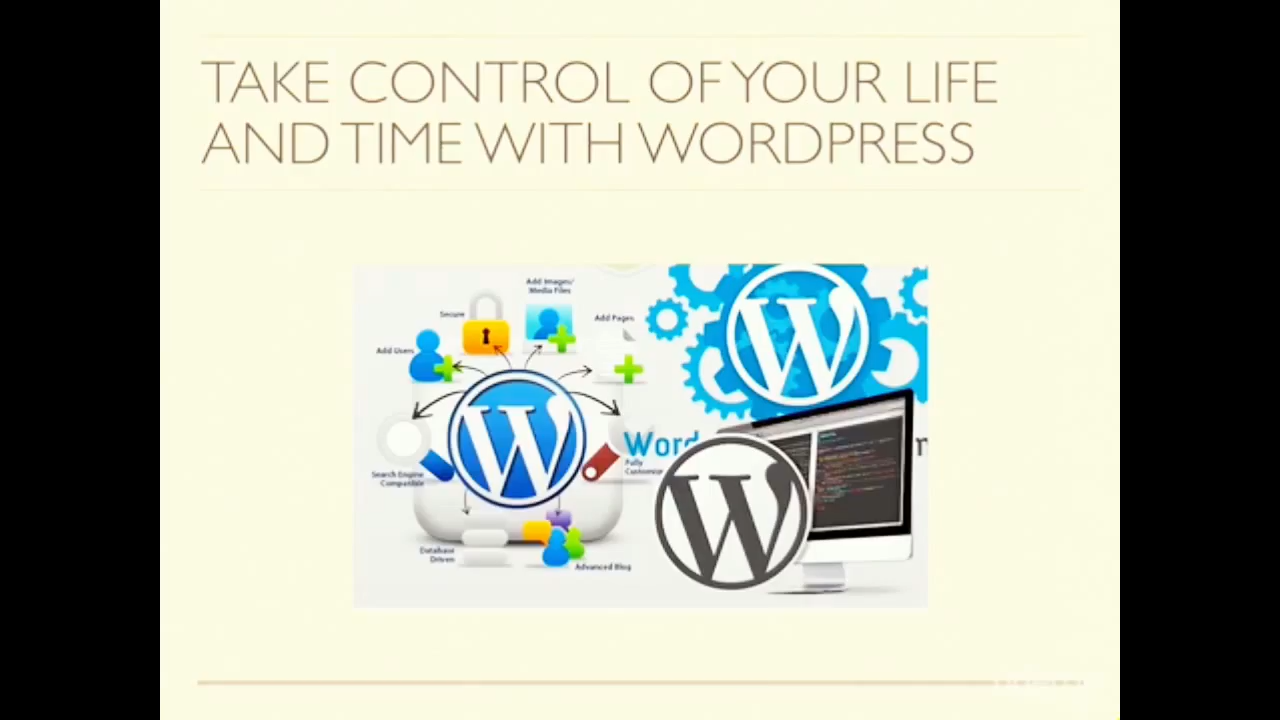 TAKE CONTROL OF YOUR LIFE
AND TIME WITH WORDPRESS
Add Images/
Media Files
Secure
Add Pages
Add Users
Word
Fully
Search Engine
Compatible
Database
Driven
Advanced Blog